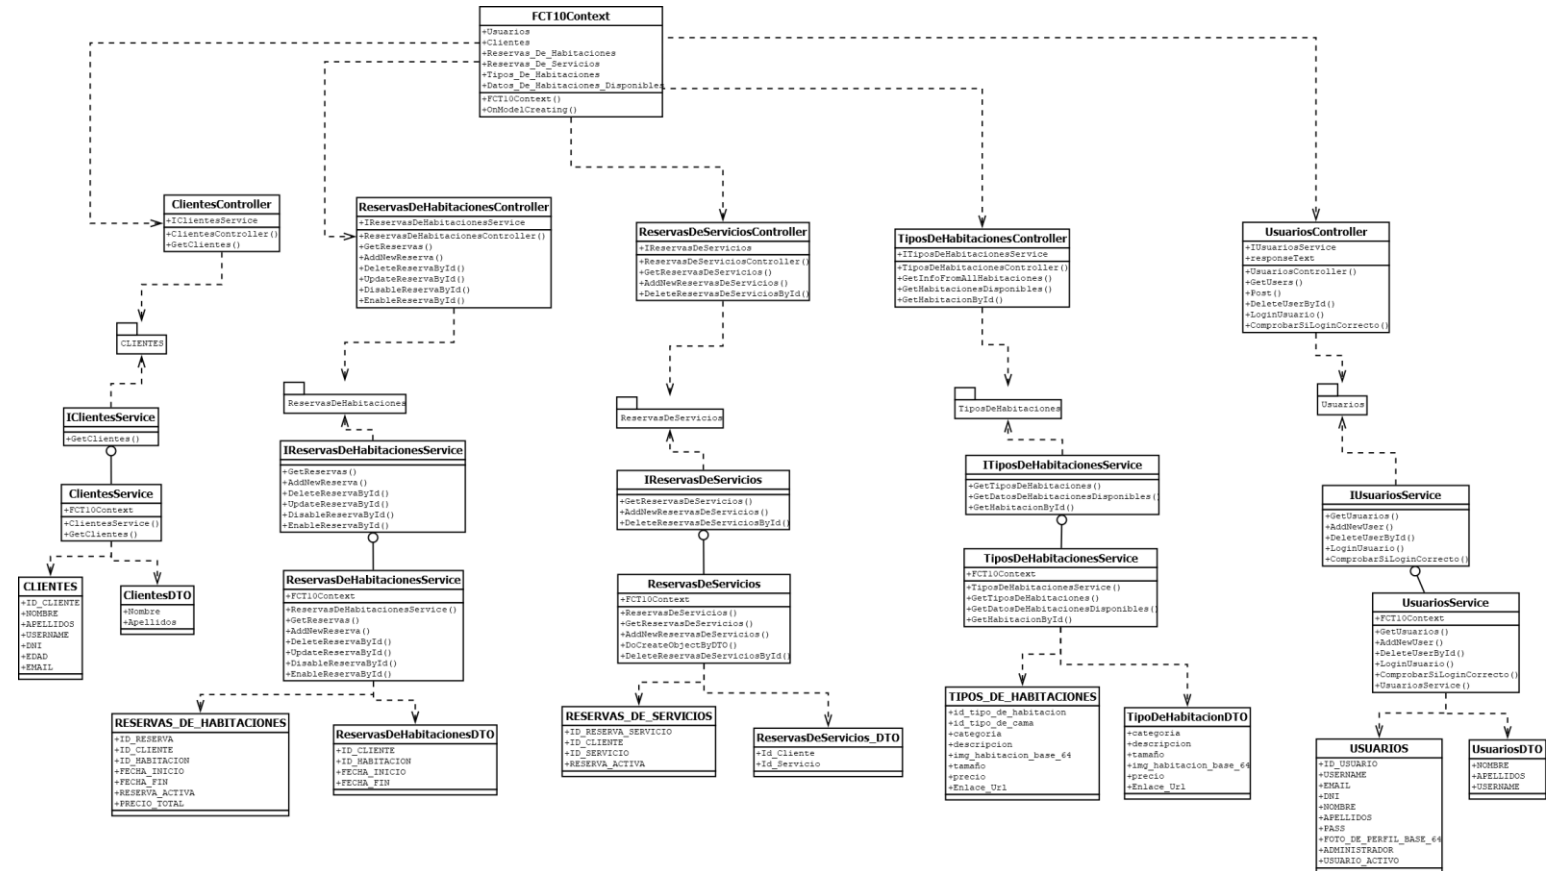 FCT10Context
+Usuarios
+Clientes
+Reservas_De_Habitaciones
+Reservas_De_Servicios
+Tipos_De_Habitaciones
+Datos_De_Habitaciones_Disponibles
+FCT10Context()
+OnModelCreating()
ClientesController
+IClientesService
+ClientesController()
+GetClientes()
CLIENTES
IClientesService
+GetClientes()
ClientesService
+FCT10Context
+ClientesService()
+GetClientes()
CLIENTES
+ID_CLIENTE
+NOMBRE
+APELLIDOS
+USERNAME
+DNI
+EDAD
+EMAIL
ClientesDTO
+Nombre
+Apellidos
ReservasDeHabitacionesController
+IReservasDeHabitacionesService
+ReservasDeHabitacionesController()
+GetReservas()
+AddNewReserva()
+DeleteReservaById()
+UpdateReservaById()
+DisableReservaById()
+EnableReservaById()
ReservasDeHabitaciones
IReservasDeHabitacionesService
+GetReservas()
+AddNewReserva()
+DeleteReservaById()
+UpdateReservaById()
+DisableReservaById()
+EnableReservaById()
ReservasDeHabitacionesService
+FCT10Context
+ReservasDeHabitacionesService()
+GetReservas()
+AddNewReserva()
+DeleteReservaById()
+UpdateReservaById()
+DisableReservaById()
+EnableReservaById()
RESERVAS_DE_HABITACIONES
+ID_RESERVA
+ID_CLIENTE
+ID_HABITACION
+FECHA_INICIO
+FECHA_FIN
+RESERVA_ACTIVA
+PRECIO_TOTAL
ReservasDeHabitacionesDTO
+ID_CLIENTE
+ID_HABITACION
+FECHA_INICIO
+FECHA_FIN
ReservasDeServiciosController
+IReservasDeServicios
+ReservasDeServiciosController()
+GetReservasDeServicios()
+AddNewReservasDeServicios()
+DeleteReservasDeServiciosById()
ReservasDeServicios
IReservasDeServicios
+GetReservasDeServicios()
+AddNewReservasDeServicios()
+DeleteReservasDeServiciosById()
ReservasDeServicios
+FCT10Context
+ReservasDeServicios()
+GetReservasDeServicios()
+AddNewReservasDeServicios()
+DoCreateObjectByDTO()
+DeleteReservasDeServiciosById()
RESERVAS_DE_SERVICIOS
+ID_RESERVA_SERVICIO
+ID_CLIENTE
+ID_SERVICIO
+RESERVA_ACTIVA
ReservasDeServicios_DTO
+Id_Cliente
+Id_Servicio
TiposDeHabitacionesController
+ITiposDeHabitacionesService
+TiposDeHabitacionesController()
+GetInfoFromAllHabitaciones()
+GetHabitacionesDisponibles()
+GetHabitacionById()
TiposDeHabitaciones
ITiposDeHabitacionesService
+GetTiposDeHabitaciones()
+GetDatosDeHabitacionesDisponibles()
+GetHabitacionById()
TiposDeHabitacionesService
+FCT10Context
+TiposDeHabitacionesService()
+GetTiposDeHabitaciones()
+GetDatosDeHabitacionesDisponibles()
+GetHabitacionById()
TIPOS_DE_HABITACIONES
+id_tipo_de_habitacion
+id_tipo_de_cama
+categoria
+descripcion
+img_habitacion_base_64
+tamaño
+precio
+Enlace_Url
TipoDeHabitacionDTO
+categoria
+descripcion
+tamaño
+img_habitacion_base_64
+precio
+Enlace_Url
UsuariosController
+IUsuariosService
+responseText
+UsuariosController()
+GetUsers()
+Post()
+DeleteUserById()
+LoginUsuario()
+ComprobarSiLoginCorrecto()
Usuarios
IUsuariosService
+GetUsuarios()
+AddNewUser()
+DeleteUserById()
+LoginUsuario()
+ComprobarSiLoginCorrecto()
UsuariosService
+FCT10Context
+GetUsuarios()
+AddNewUser()
+DeleteUserById()
+LoginUsuario()
+ComprobarSiLoginCorrecto()
+UsuariosService()
USUARIOS
+ID_USUARIO
+USERNAME
+EMAIL
+DNI
+NOMBRE
+APELLIDOS
+PASS
+FOTO_DE_PERFIL_BASE_64
+ADMINISTRADOR
+USUARIO_ACTIVO
UsuariosDTO
+NOMBRE
+APELLIDOS
+USERNAME